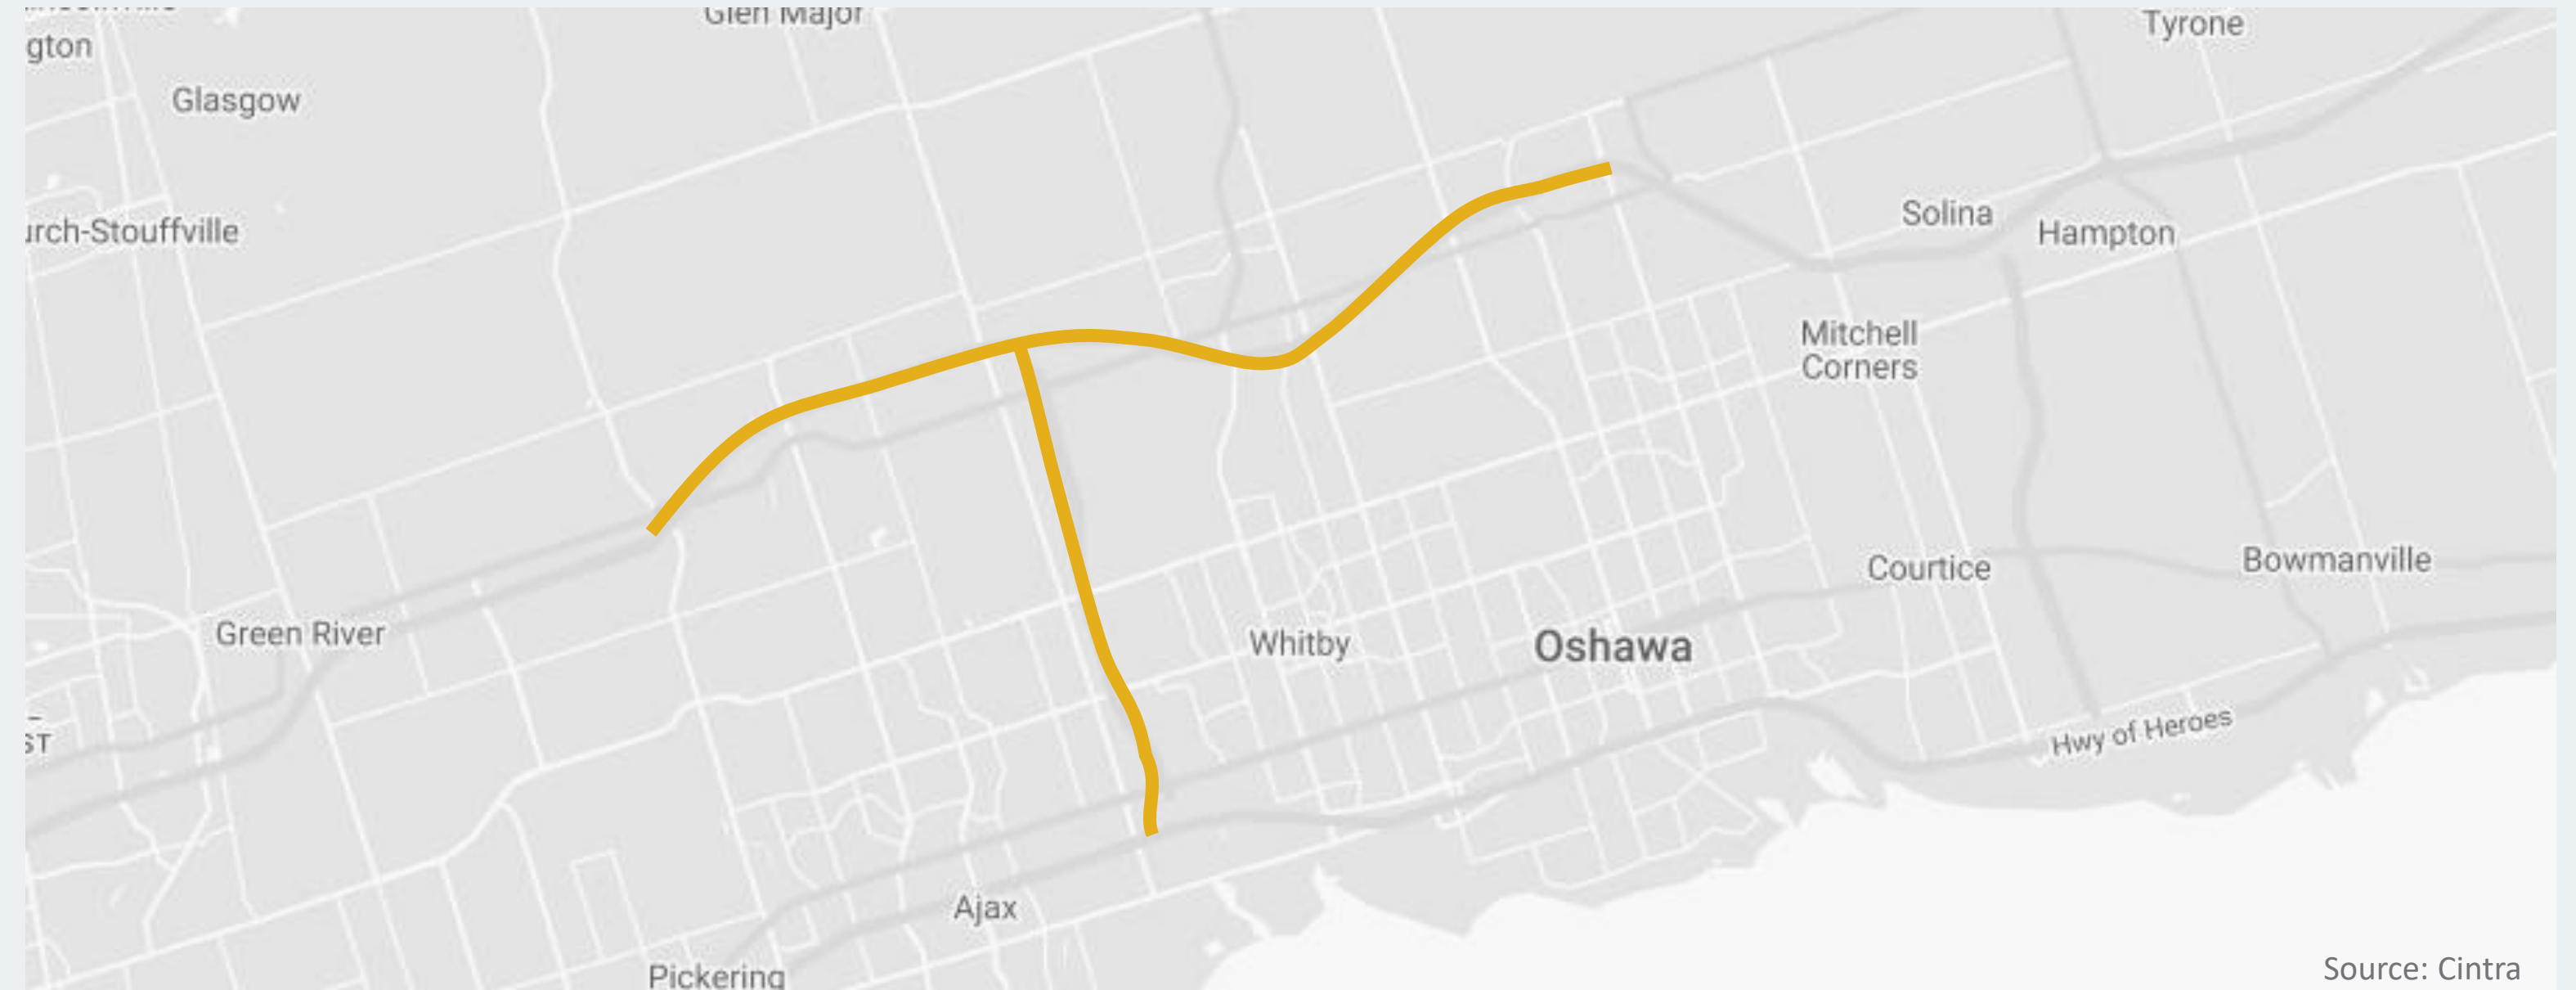 Glen Major
Tyrone
gton
Glasgow
urch-Stouffville
Solina
Hampton
Mitchell
Corners
Courtice
Bowmanville
Green River
Whitby
Oshawa
ST
Hwy of Heroes
Ajax
Pickering
Source: Cintra